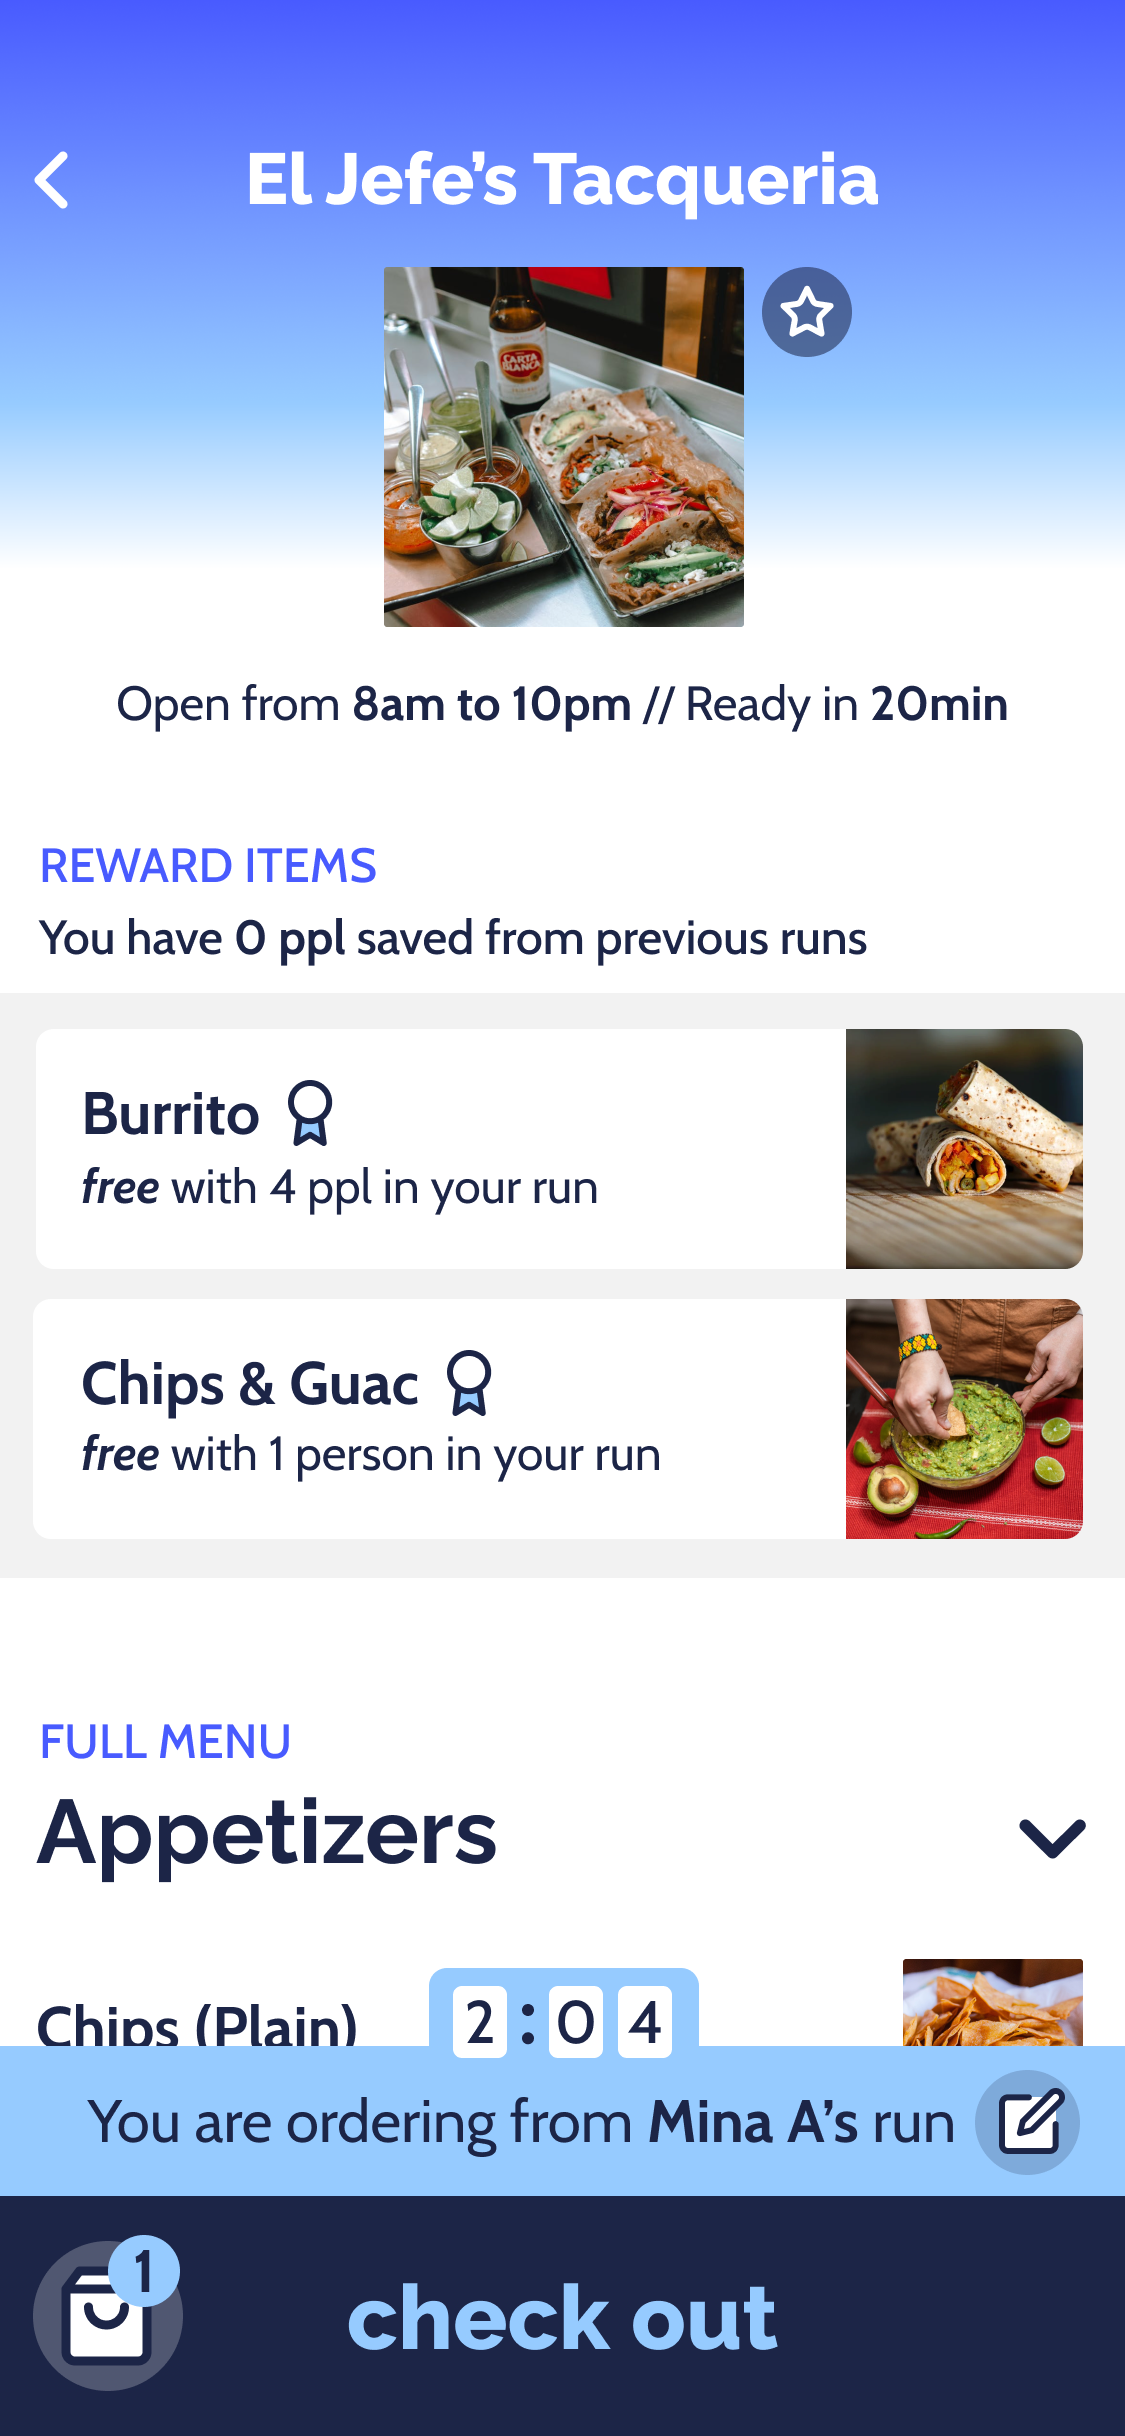 El Jefe’s Tacqueria
CARTA
BLANCA
Open from 8am to 10pm // Ready in 20min
REWARD ITEMS
You have 0 ppl saved from previous runs
Burrito
free with 4 ppl in your run
Chips & Guac
free with 1 person in your run
FULL MENU
Appetizers
Chips (Plain)
2:04
You are ordering from Mina A’s run
1
check out